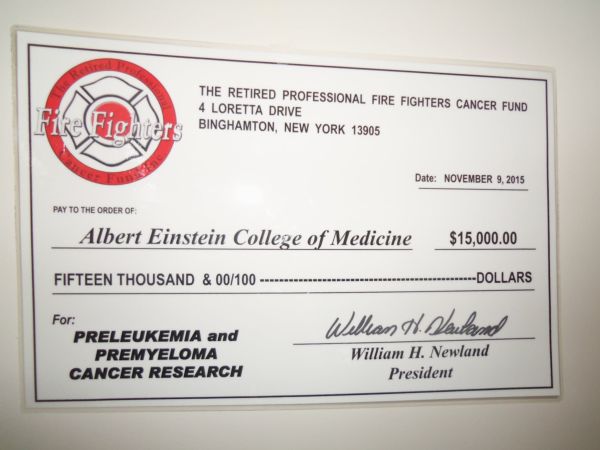 The Retired Professional
Fire Fighters
Cancer Fund Inc
THE RETIRED PROFESSIONAL FIRE FIGHTERS CANCER FUND
4 LORETTA DRIVE
BINGHAMTON, NEW YORK 13905
Date: NOVEMBER 9, 2015
PAY TO THE ORDER OF:
Albert Einstein College of Medicine $15,000.00
FIFTEEN THOUSAND & 00/100 ---------------------------------------------------DOLLARS
For:
PRELEUKEMIA and
PREMYELOMA
CANCER RESEARCH
William H. Newland
William H. Newland
President